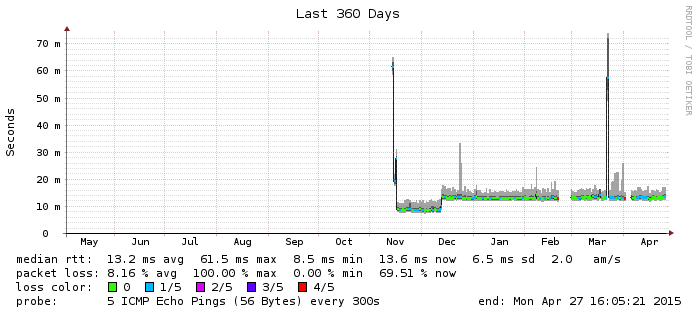 Last 360 Days
RRDTOOL / TOBI OETIKER
Seconds
70 m
60 m
50 m
40 m
30 m
20 m
10 m
0
May Jun Jul Aug Sep Oct Nov Dec Jan Feb Mar Apr
median rtt: 13.2 ms avg 61.5 ms max 8.5 ms min 13.6 ms now 6.5 ms sd 2.0 am/s
packet loss: 8.16 % avg 100.00 % max 0.00 % min 69.51 % now
loss color: 0 1/5 2/5 3/5 4/5
probe: 5 ICMP Echo Pings (56 Bytes) every 300s end: Mon Apr 27 16:05:21 2015